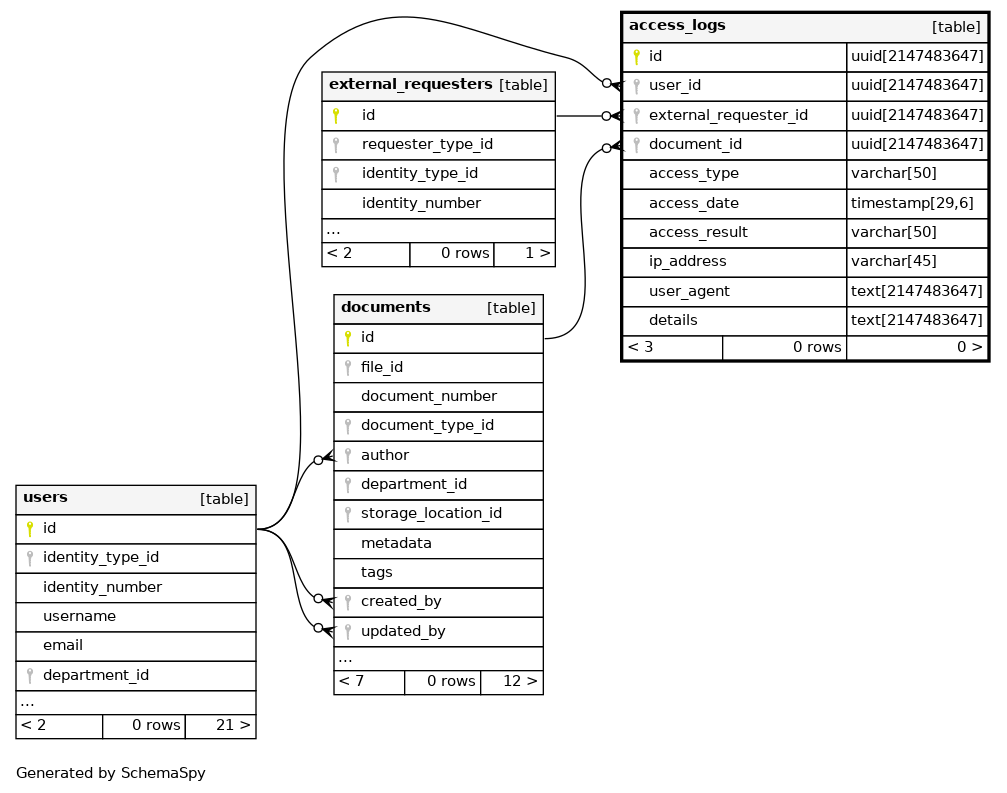 access_logs [table]
id uuid[2147483647]
user_id uuid[2147483647]
external_requester_id uuid[2147483647]
document_id uuid[2147483647]
access_type varchar[50]
access_date timestamp[29,6]
access_result varchar[50]
ip_address varchar[45]
user_agent text[2147483647]
details text[2147483647]
< 3 0 rows 0 >
external_requesters [table]
id
requester_type_id
identity_type_id
identity_number
...
< 2 0 rows 1 >
documents [table]
id
file_id
document_number
document_type_id
author
department_id
storage_location_id
metadata
tags
created_by
updated_by
...
< 7 0 rows 12 >
users [table]
id
identity_type_id
identity_number
username
email
department_id
...
< 2 0 rows 21 >
Generated by SchemaSpy